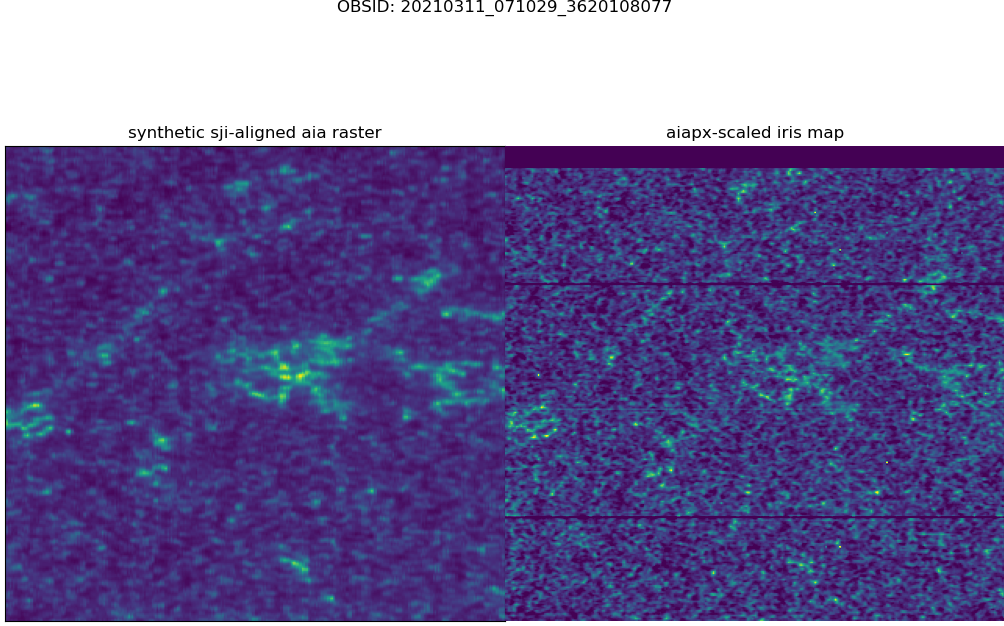 OBSID: 20210311_071029_3620108077
synthetic sji-aligned aia raster
aiapx-scaled iris map